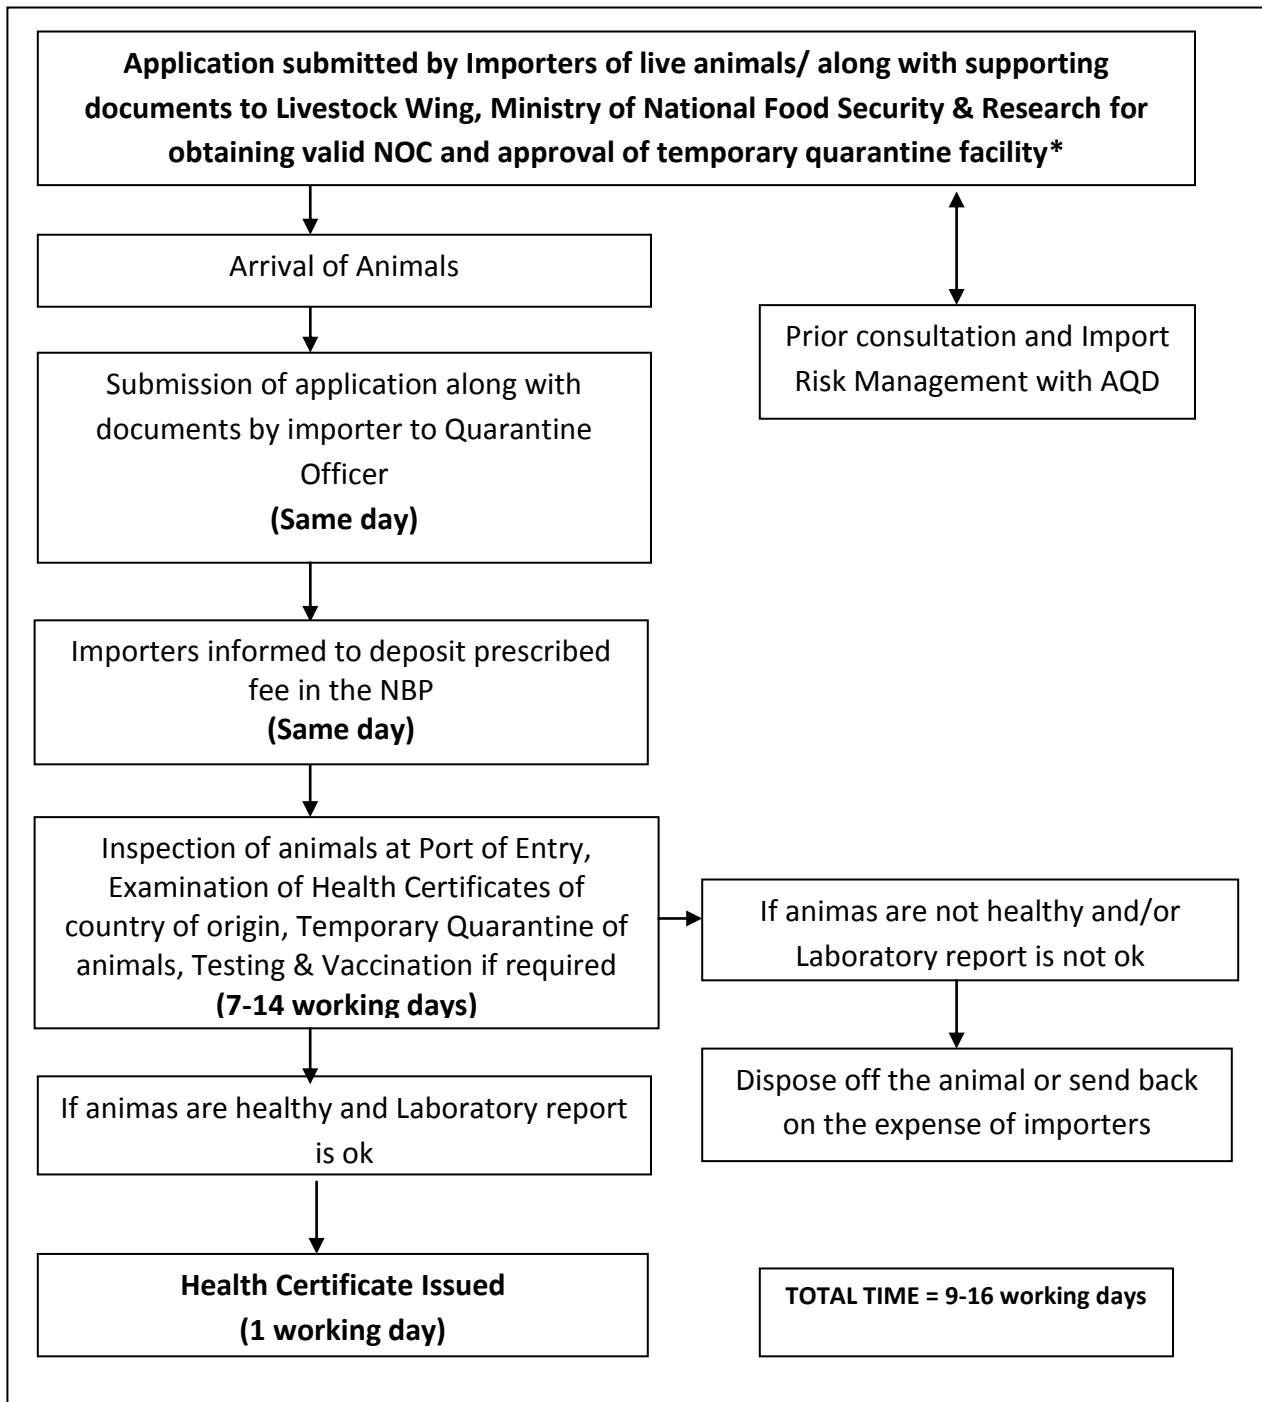 Application submitted by Importers of live animals/ along with supporting
documents to Livestock Wing, Ministry of National Food Security & Research for
obtaining valid NOC and approval of temporary quarantine facility*
Arrival of Animals
Prior consultation and Import
Risk Management with AQD
Submission of application along with
documents by importer to Quarantine
Officer
(Same day)
Importers informed to deposit prescribed
fee in the NBP
(Same day)
Inspection of animals at Port of Entry,
Examination of Health Certificates of
country of origin, Temporary Quarantine of
animals, Testing & Vaccination if required
(7-14 working days)
If animas are not healthy and/or
Laboratory report is not ok
Dispose off the animal or send back
on the expense of importers
If animas are healthy and Laboratory report
is ok
Health Certificate Issued
(1 working day)
TOTAL TIME = 9-16 working days